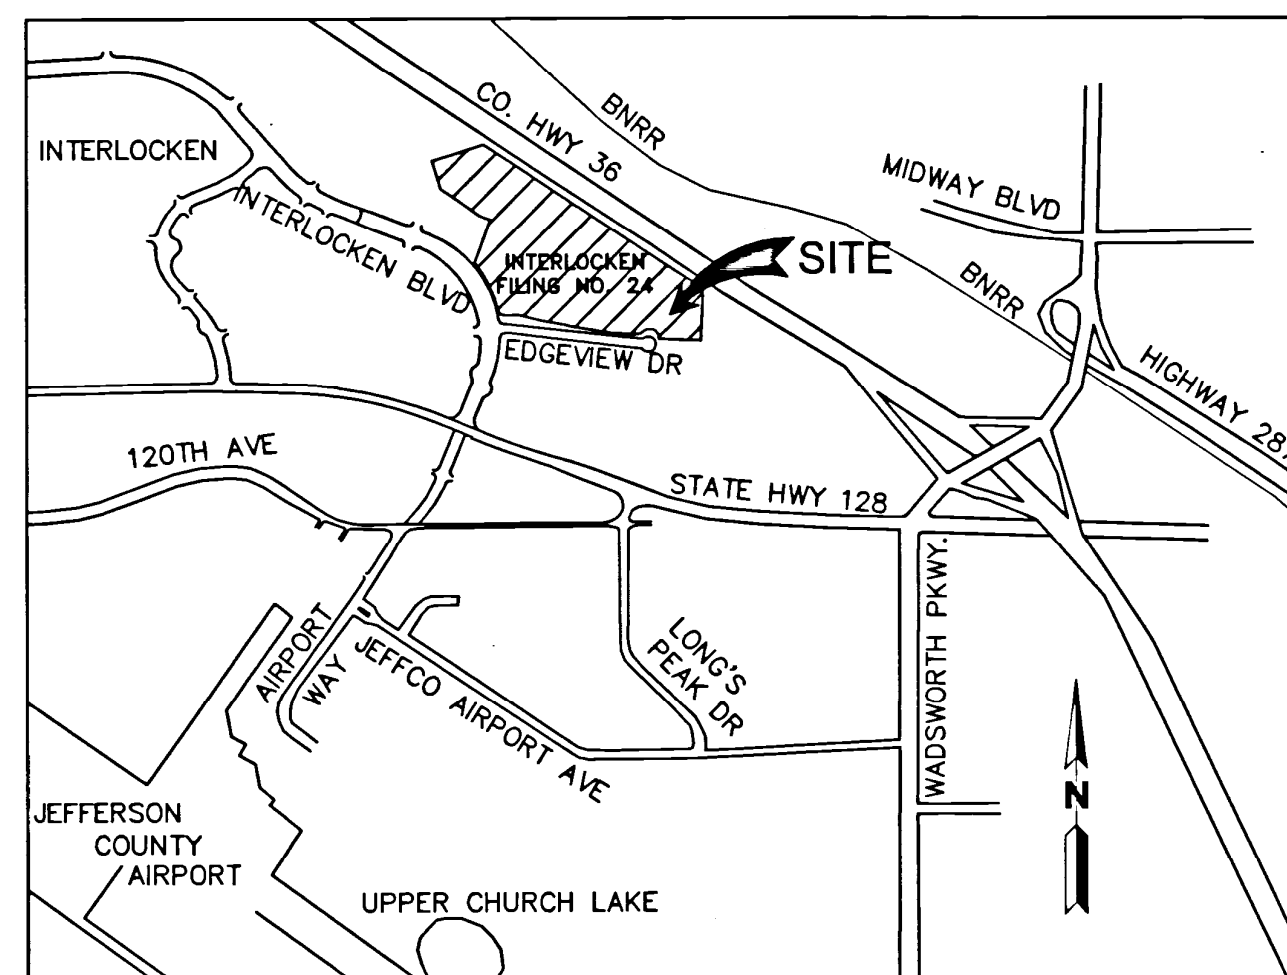 CO. HWY 36
BNRR
INTERLOCKEN
MIDWAY BLVD
INTERLOCKEN BLVD
INTERLOCKEN
FILING NO. 24
SITE
BNRR
EDGEVIEW DR
HIGHWAY 287
120TH AVE
STATE HWY 128
WADSWORTH PKWY.
AIRPORT
WAY
JEFFCO AIRPORT AVE
LONG'S
PEAK DR
N
JEFFERSON
COUNTY
AIRPORT
UPPER CHURCH LAKE